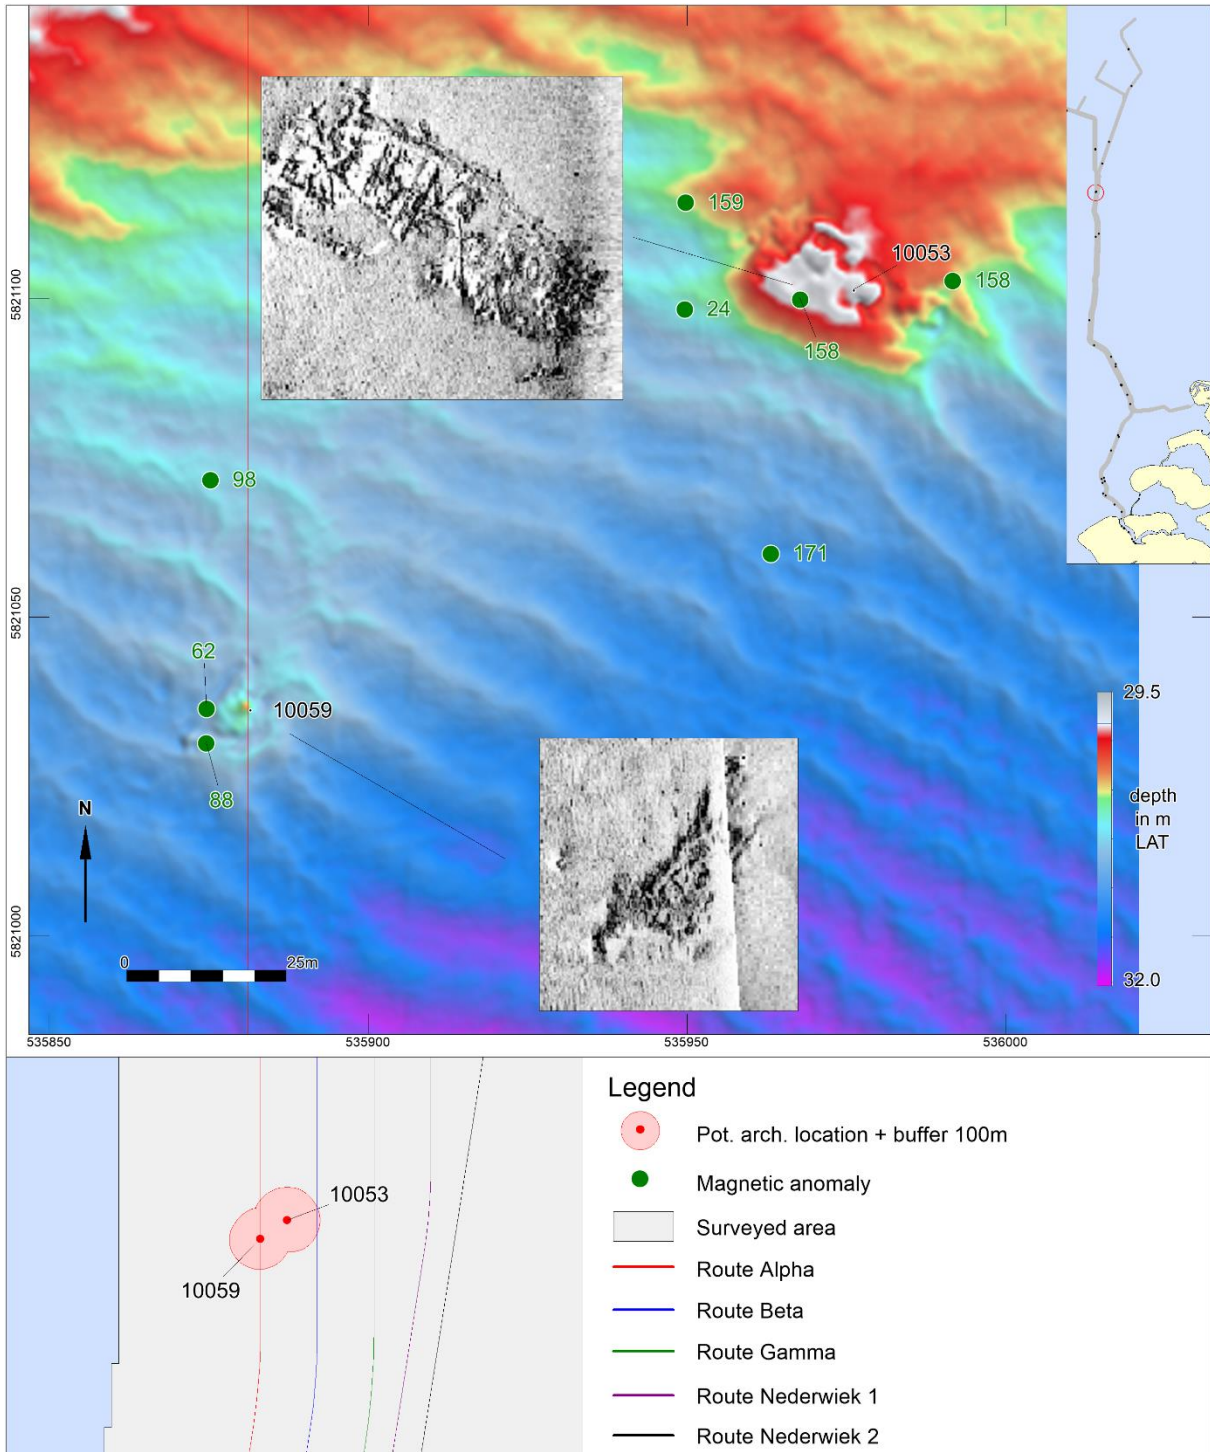 159
10053
158
24
158
5821100
98
171
5821050
62
10059
88
29.5
depth
in m
LAT
32.0
N
5821000
0
25m
535850
535900
535950
536000
10053
10059
Legend
Pot. arch. location + buffer 100m
Magnetic anomaly
Surveyed area
Route Alpha
Route Beta
Route Gamma
Route Nederwiek 1
Route Nederwiek 2